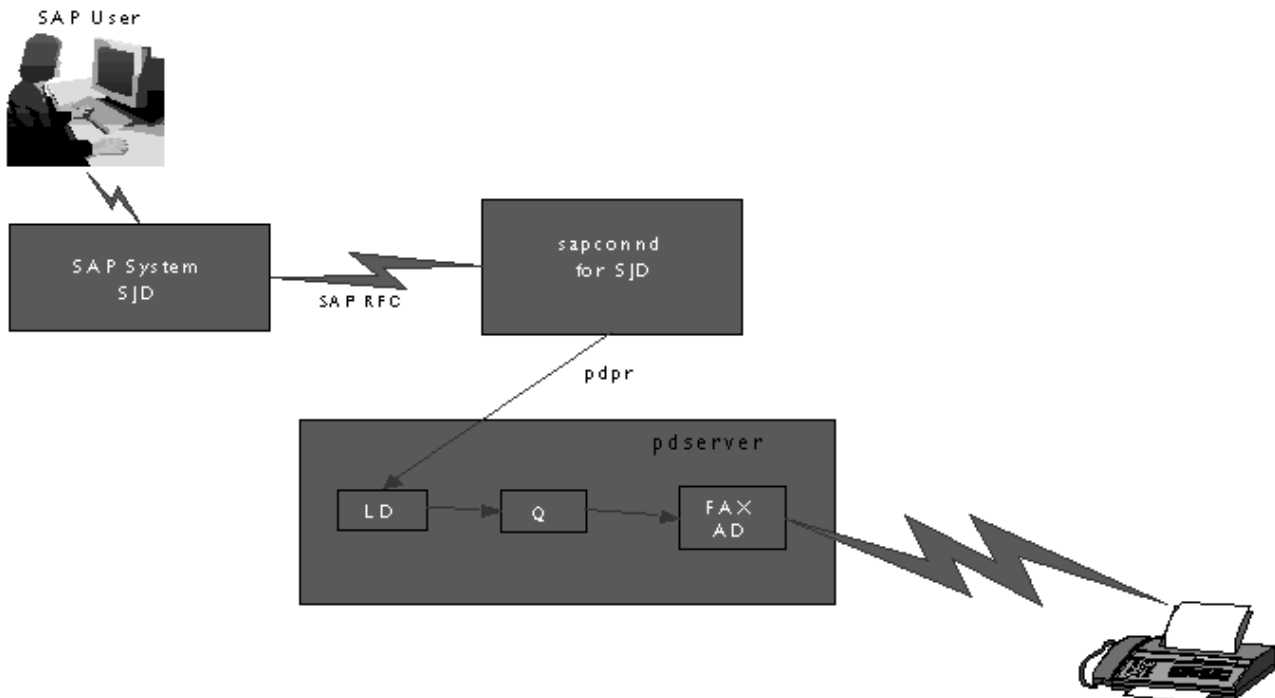 SAP User
SAP System
SJD
SAP RFC
sapconnd
for SJD
pdpr
pdserver
LD
Q
FAX
AD